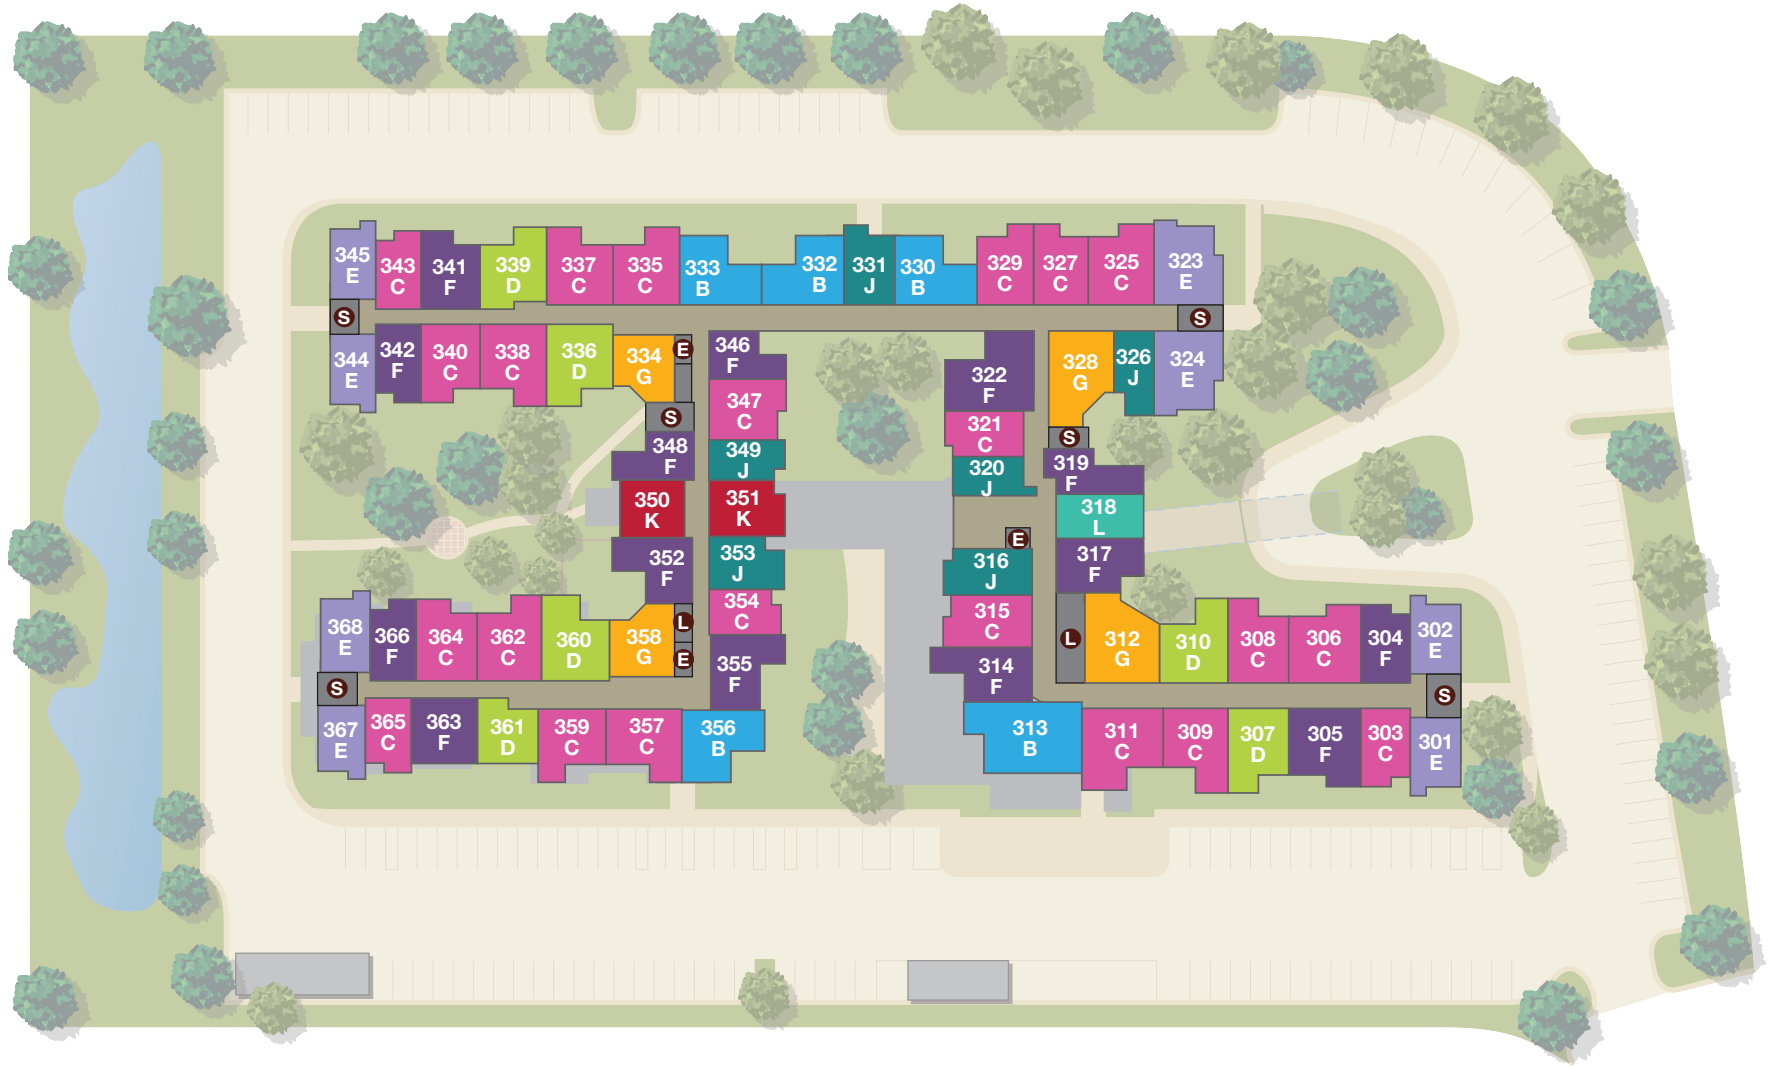 345
E
343
C
341
F
339
D
337
C
335
C
333
B
332
B
331
J
330
B
329
C
327
C
325
C
323
E
S
S
344
E
342
F
340
C
338
C
336
D
334
G
E
346
F
322
F
328
G
326
J
324
E
347
C
S
348
F
321
C
S
349
J
320
J
319
F
350
K
351
K
318
L
E
352
F
353
J
316
J
317
F
354
C
315
C
368
E
366
F
364
C
362
C
360
D
358
G
L
E
355
F
314
F
L
312
G
310
D
308
C
306
C
304
F
302
E
S
S
367
E
365
C
363
F
361
D
359
C
357
C
356
B
313
B
311
C
309
C
307
D
305
F
303
C
301
E